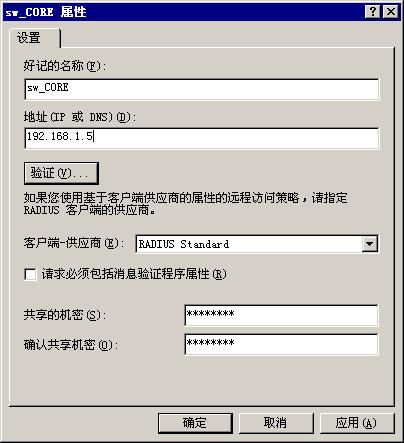 sw_CORE 属性
设置
好记的名称(F):
sw_CORE
地址(IP 或 DNS)(D):
192.168.1.5
验证(V)...
如果您使用基于客户端供应商的属性的远程访问策略，请指定
RADIUS 客户端的供应商。
客户端-供应商(E): RADIUS Standard
请求必须包括消息验证程序属性(R)
共享的机密(S): ********
确认共享机密(O): ********
确定 取消 应用(A)